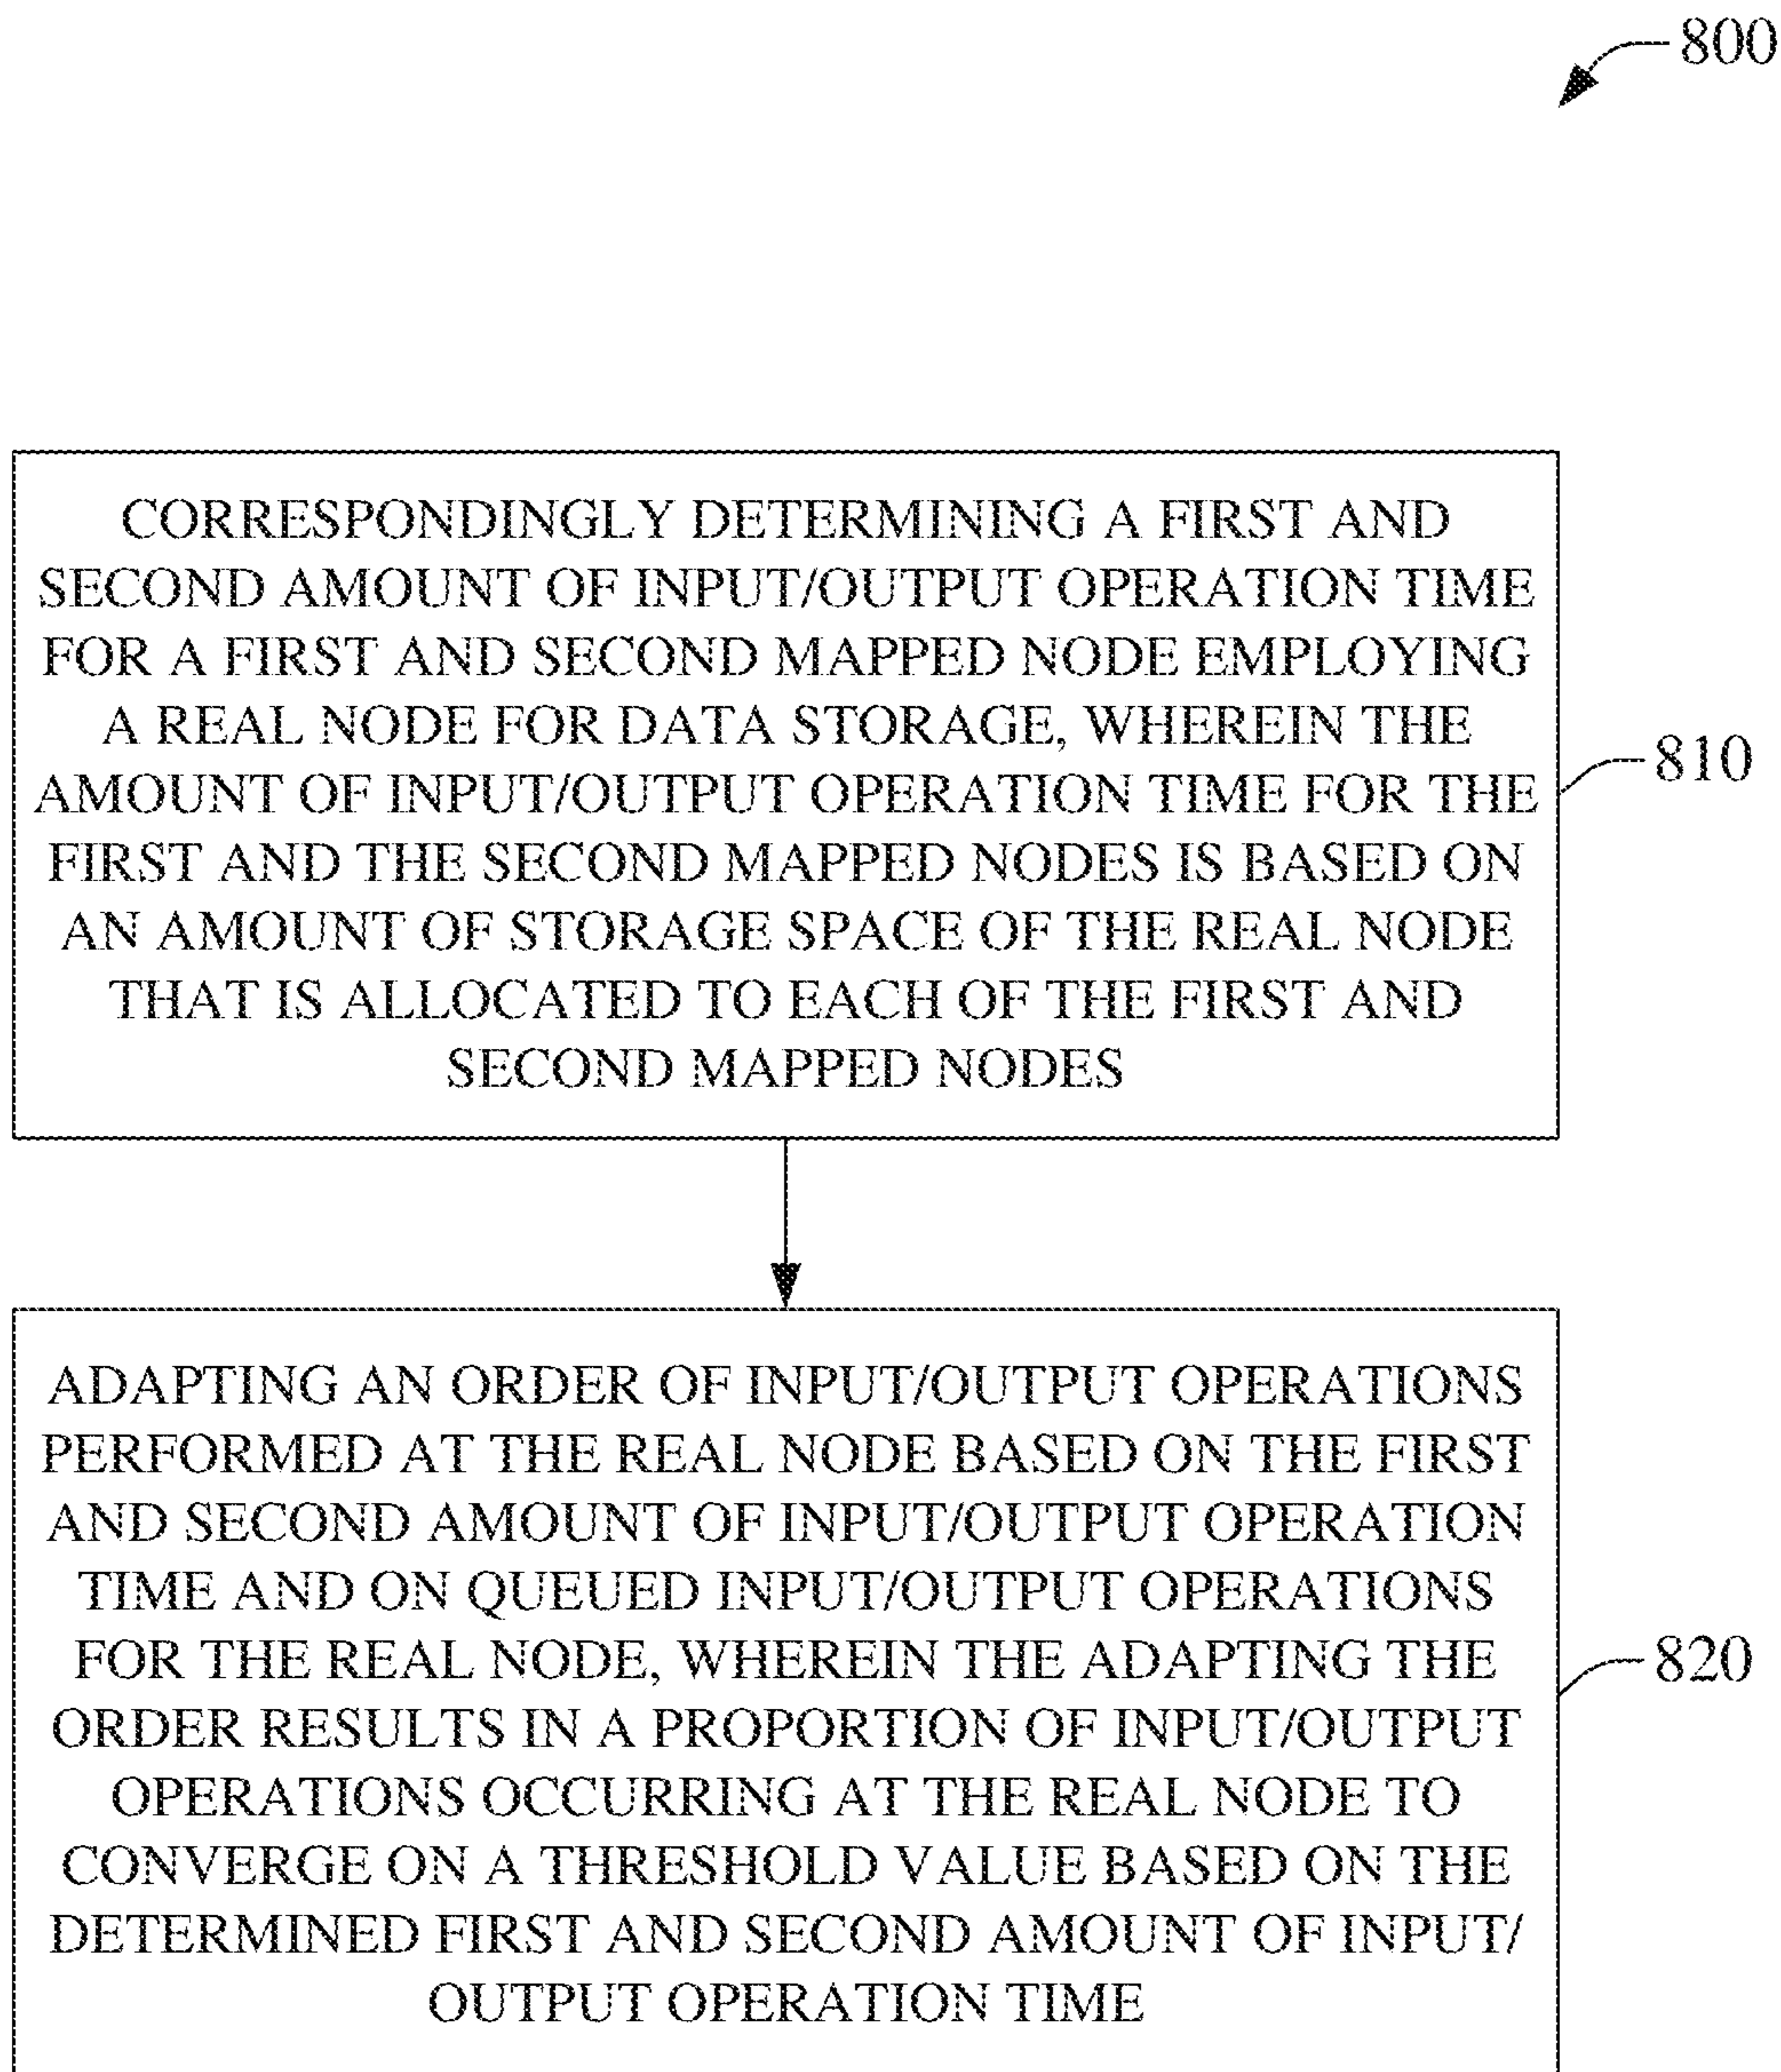 800
CORRESPONDINGLY DETERMINING A FIRST AND
SECOND AMOUNT OF INPUT/OUTPUT OPERATION TIME
FOR A FIRST AND SECOND MAPPED NODE EMPLOYING
A REAL NODE FOR DATA STORAGE, WHEREIN THE
AMOUNT OF INPUT/OUTPUT OPERATION TIME FOR THE
FIRST AND THE SECOND MAPPED NODES IS BASED ON
AN AMOUNT OF STORAGE SPACE OF THE REAL NODE
THAT IS ALLOCATED TO EACH OF THE FIRST AND
SECOND MAPPED NODES
810
ADAPTING AN ORDER OF INPUT/OUTPUT OPERATIONS
PERFORMED AT THE REAL NODE BASED ON THE FIRST
AND SECOND AMOUNT OF INPUT/OUTPUT OPERATION
TIME AND ON QUEUED INPUT/OUTPUT OPERATIONS
FOR THE REAL NODE, WHEREIN THE ADAPTING THE
ORDER RESULTS IN A PROPORTION OF INPUT/OUTPUT
OPERATIONS OCCURRING AT THE REAL NODE TO
CONVERGE ON A THRESHOLD VALUE BASED ON THE
DETERMINED FIRST AND SECOND AMOUNT OF INPUT/
OUTPUT OPERATION TIME
820